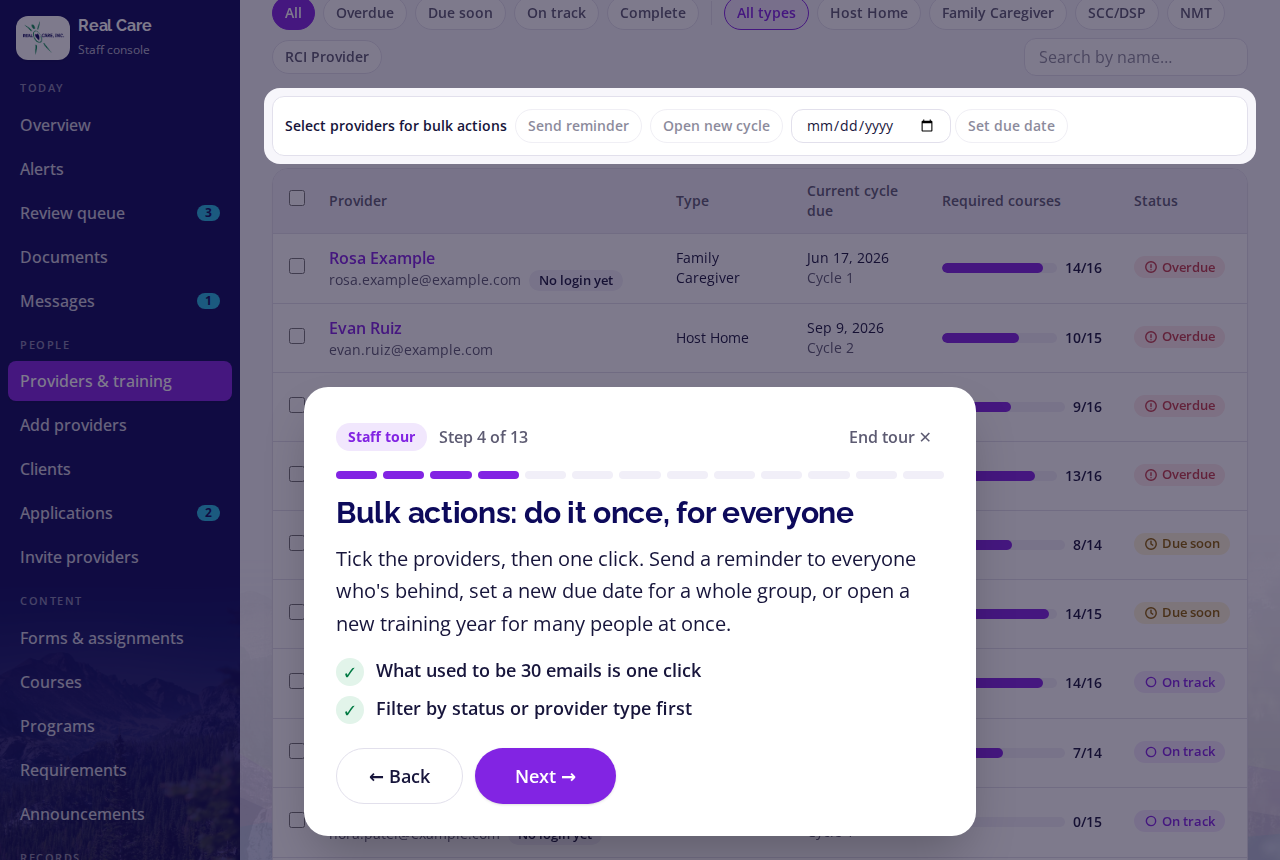 Real Care
Staff console
TODAY
Overview
Alerts
Review queue 3
Documents
Messages 1
PEOPLE
Providers & training
Add providers
Clients
Applications 2
Invite providers
CONTENT
Forms & assignments
Courses
Programs
Requirements
Announcements
RECORDS
All Overdue Due soon On track Complete All types Host Home Family Caregiver SCC/DSP NMT
RCI Provider Search by name...
Select providers for bulk actions Send reminder Open new cycle mm/dd/yyyy Set due date
Provider Type Current cycle due Required courses Status
Rosa Example Family Caregiver Jun 17, 2026 14/16 Overdue
rosa.example@example.com No login yet Cycle 1
Evan Ruiz Host Home Sep 9, 2026 10/15 Overdue
evan.ruiz@example.com Cycle 2
9/16 Overdue
13/16 Overdue
8/14 Due soon
14/15 Due soon
14/16 On track
7/14 On track
0/15 On track
Staff tour Step 4 of 13 End tour ×
Bulk actions: do it once, for everyone
Tick the providers, then one click. Send a reminder to everyone
who's behind, set a new due date for a whole group, or open a
new training year for many people at once.
✓ What used to be 30 emails is one click
✓ Filter by status or provider type first
← Back Next →